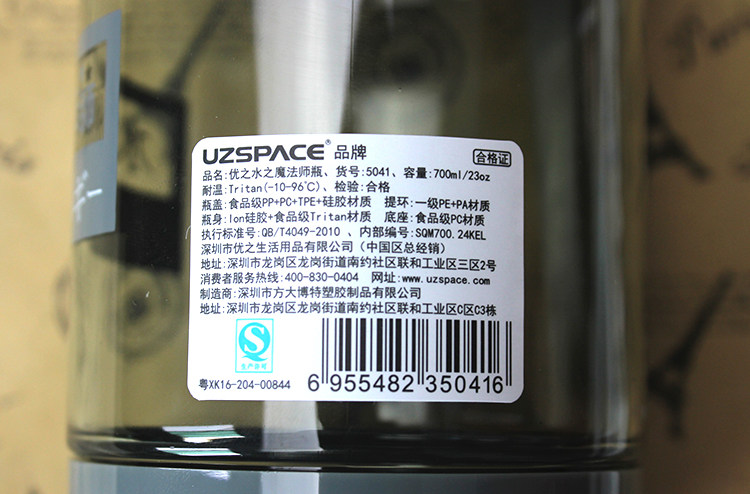 UZSPACE® 品牌 合格证
品名:优之水之魔法师瓶、货号:5041、容量:700ml/23oz
耐温:Tritan(-10-96℃)、检验:合格
瓶盖:食品级PP+PC+TPE+硅胶材质 提环:一级PE+PA材质
瓶身:Ion硅胶+食品级Tritan材质 底座:食品级PC材质
执行标准号:QB/T4049-2010 、内部编号:SQM700.24KEL
深圳市优之生活用品有限公司（中国区总经销）
地址:深圳市龙岗区龙岗街道南约社区联和工业区三区2号
消费者服务热线:400-830-0404 网址:www.uzspace.com
制造商:深圳市方大博特塑胶制品有限公司
地址:深圳市龙岗区龙岗街道南约社区联和工业区C区C3栋
生产许可
粤XK16-204-00844
6 955482 350416